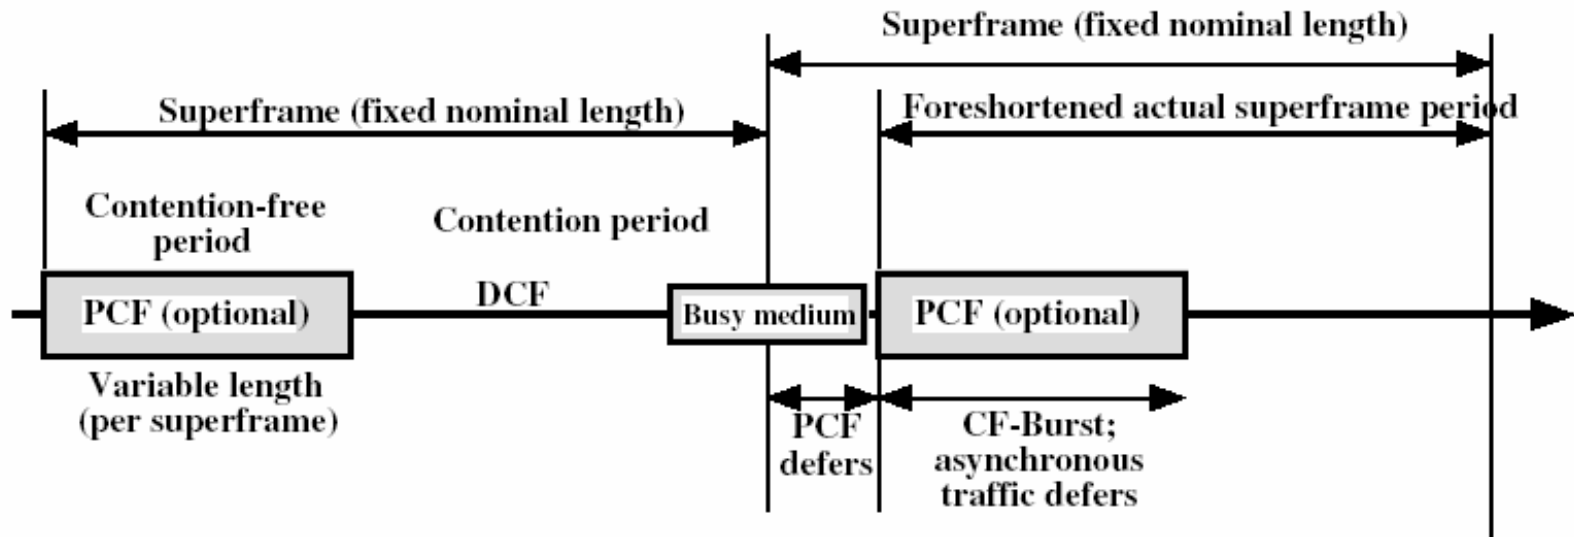 Superframe (fixed nominal length)
Superframe (fixed nominal length)
Foreshortened actual superframe period
Contention-free
period
Contention period
PCF (optional)
DCF
Busy medium
PCF (optional)
Variable length
(per superframe)
PCF
defers
CF-Burst;
asynchronous
traffic defers